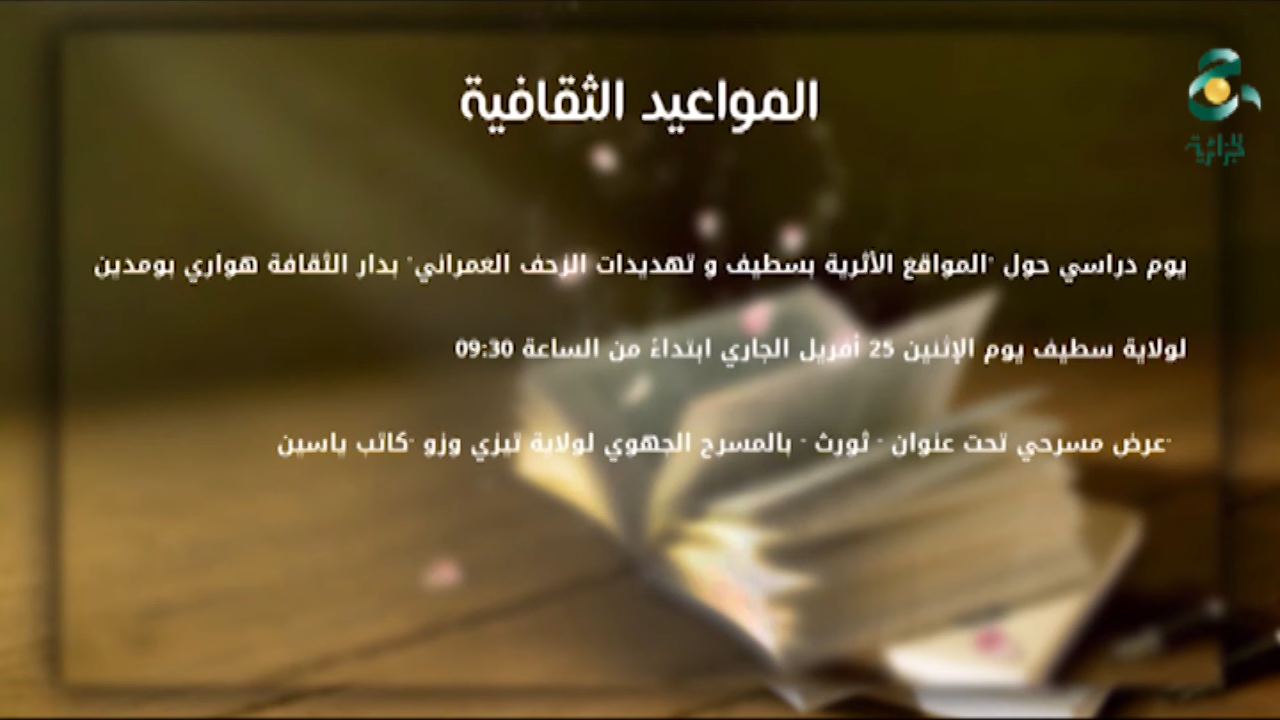 المواعيد الثقافية
الجزائرية
يوم دراسي حول "المواقع الأثرية بسطيف و تهديدات الزحف العمراني" بدار الثقافة هواري بومدين
لولاية سطيف يوم الإثنين 25 أفريل الجاري ابتداءً من الساعة 09:30
"عرض مسرحي تحت عنوان " ثورث " بالمسرح الجهوي لولاية تيزي وزو "كاتب ياسين